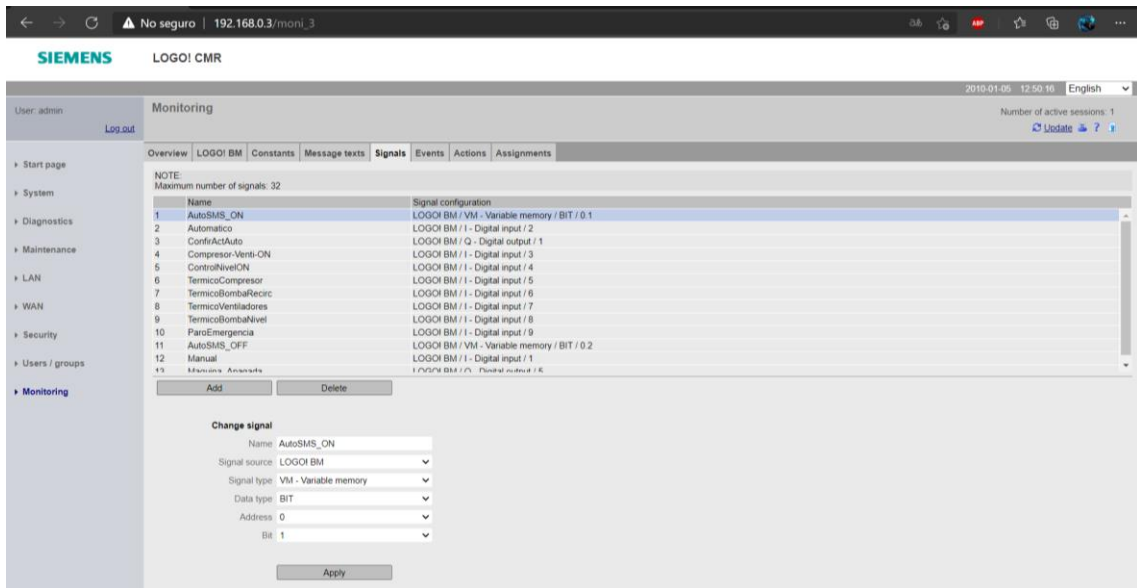 No seguro | 192.168.0.3/moni_3
SIEMENS LOGO! CMR
2010-01-05 12:50:16 English
User: admin
Log out
Monitoring
Number of active sessions: 1
Update ?
Overview LOGO! BM Constants Message texts Signals Events Actions Assignments
Start page
System
Diagnostics
Maintenance
LAN
WAN
Security
Users / groups
Monitoring
NOTE:
Maximum number of signals: 32
Name Signal configuration
1 AutoSMS_ON LOGO! BM / VM - Variable memory / BIT / 0.1
2 Automatico LOGO! BM / I - Digital input / 2
3 ConfirActAuto LOGO! BM / Q - Digital output / 1
4 Compresor-Venti-ON LOGO! BM / I - Digital input / 3
5 ControlNivelON LOGO! BM / I - Digital input / 4
6 TermicoCompresor LOGO! BM / I - Digital input / 5
7 TermicoBombaRecirc LOGO! BM / I - Digital input / 6
8 TermicoVentiladores LOGO! BM / I - Digital input / 7
9 TermicoBombaNivel LOGO! BM / I - Digital input / 8
10 ParoEmergencia LOGO! BM / I - Digital input / 9
11 AutoSMS_OFF LOGO! BM / VM - Variable memory / BIT / 0.2
12 Manual LOGO! BM / I - Digital input / 1
13 Maquina_Apagada LOGO! BM / Q - Digital output / 5
Add Delete
Change signal
Name AutoSMS_ON
Signal source LOGO! BM
Signal type VM - Variable memory
Data type BIT
Address 0
Bit 1
Apply